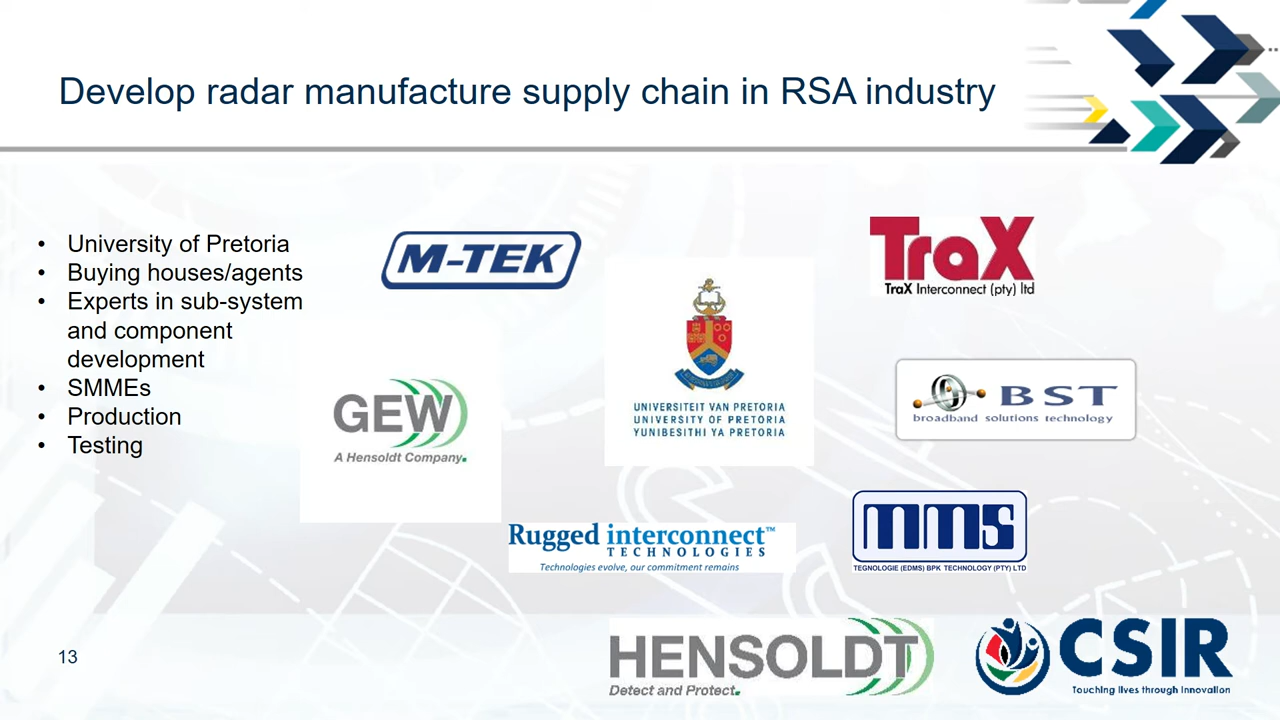 Develop radar manufacture supply chain in RSA industry
• University of Pretoria
• Buying houses/agents
• Experts in sub-system
and component
development
• SMMEs
• Production
• Testing
M-TEK
TraX
TraX Interconnect (pty) ltd
GEW
A Hensoldt Company.
UNIVERSITEIT VAN PRETORIA
UNIVERSITY OF PRETORIA
YUNIBESITHI YA PRETORIA
BST
broadband solutions technology
Rugged interconnect™
TECHNOLOGIES
Technologies evolve, our commitment remains
mms
TEGNOLOGIE (EDMS) BPK TECHNOLOGY (PTY) LTD
HENSOLDT
Detect and Protect.
CSIR
Touching lives through innovation
13